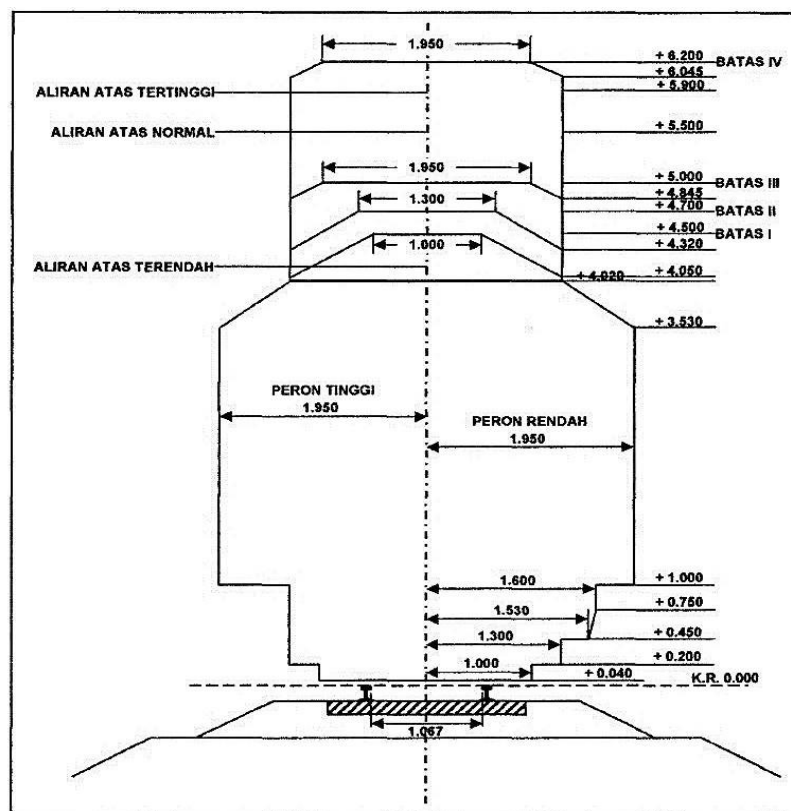 1.950
+ 6.200
BATAS IV
+ 6.045
ALIRAN ATAS TERTINGGI
+ 5.900
ALIRAN ATAS NORMAL
+ 5.500
1.950
+ 5.000
BATAS III
+ 4.845
1.300
+ 4.700
BATAS II
+ 4.500
BATAS I
1.000
+ 4.320
ALIRAN ATAS TERENDAH
+ 4.020
+ 4.050
+ 3.530
PERON TINGGI
1.950
PERON RENDAH
1.950
1.600
+ 1.000
+ 0.750
1.530
+ 0.450
1.300
+ 0.200
1.000
+ 0.040
K.R. 0.000
1.067